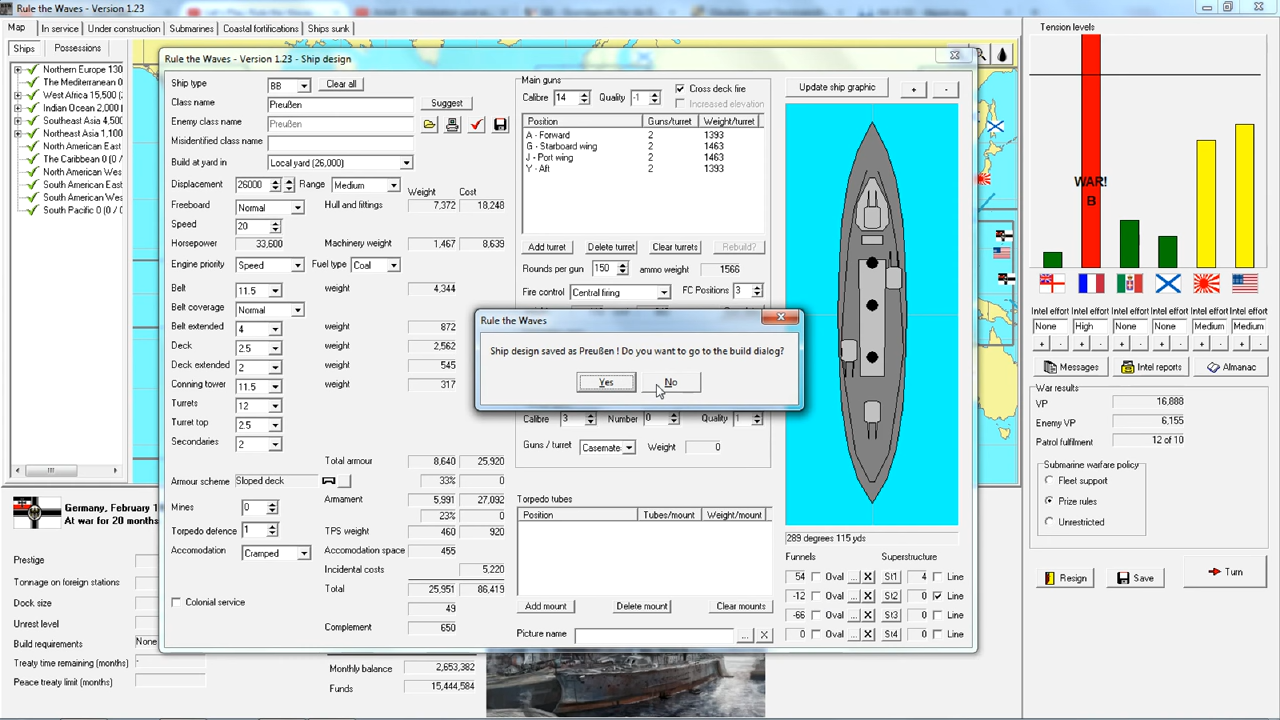 Rule the Waves - Version 1.23
Map In service Under construction Submarines Coastal fortifications Ships sunk
Ships Possessions
Northern Europe 130
The Mediterranean 2
West Africa 15,500 (2
Indian Ocean 2,000
Southeast Asia 4,50
Northeast Asia 1,100
North American East
The Caribbean 0 (0 /
North American Wes
South American East
South American Wes
South Pacific 0 (0 /
Germany, February 1
At war for 20 months
Prestige
Tonnage on foreign stations
Dock size
Unrest level
Build requirements None
Treaty time remaining (months) -
Peace treaty limit (months)
Monthly balance 2,653,382
Funds 15,444,584
Rule the Waves - Version 1.23 - Ship design
Ship type BB Clear all
Class name Preußen Suggest
Enemy class name Preußen
Misidentified class name
Build at yard in Local yard (26,000)
Displacement 26000 Range Medium Weight Cost
Freeboard Normal Hull and fittings 7,372 18,248
Speed 20
Horsepower 33,600 Machinery weight 1,467 8,639
Engine priority Speed Fuel type Coal
Belt 11.5 weight 4,344
Belt coverage Normal
Belt extended 4 weight 872
Deck 2.5 weight 2,562
Deck extended 2 weight 545
Conning tower 11.5 weight 317
Turrets 12
Turret top 2.5
Secondaries 2
Total armour 8,640 25,920
Armour scheme Sloped deck 33% 0
Armament 5,991 27,092
Mines 0 23% 0
Torpedo defence 1 TPS weight 460 920
Accomodation Cramped Accomodation space 455
Incidental costs 5,220
Total 25,951 86,419
Colonial service 49
Complement 650
Main guns
Calibre 14 Quality -1 Cross deck fire
Increased elevation
Position Guns/turret Weight/turret
A - Forward 2 1393
G - Starboard wing 2 1463
J - Port wing 2 1463
Y - Aft 2 1393
Add turret Delete turret Clear turrets Rebuild?
Rounds per gun 150 ammo weight 1566
Fire control Central firing FC Positions 3
Rule the Waves
Ship design saved as Preußen ! Do you want to go to the build dialog?
Yes No
Calibre 3 Number 0 Quality 1
Guns / turret Casemate Weight 0
Torpedo tubes
Position Tubes/mount Weight/mount
Add mount Delete mount Clear mounts
Picture name ... X
Update ship graphic + -
289 degrees 115 yds
Funnels Superstructure
54 Oval ... X St1 4 Line
-12 Oval ... X St2 0 Line
-66 Oval ... X St3 0 Line
0 Oval ... X St4 0 Line
Tension levels
WAR!
B
Intel effort Intel effort Intel effort Intel effort Intel effort Intel effort
None High None None Medium Medium
+ - + - + - + - + - + -
Messages Intel reports Almanac
War results
VP 16,888
Enemy VP 6,155
Patrol fulfilment 12 of 10
Submarine warfare policy
Fleet support
Prize rules
Unrestricted
Resign Save Turn